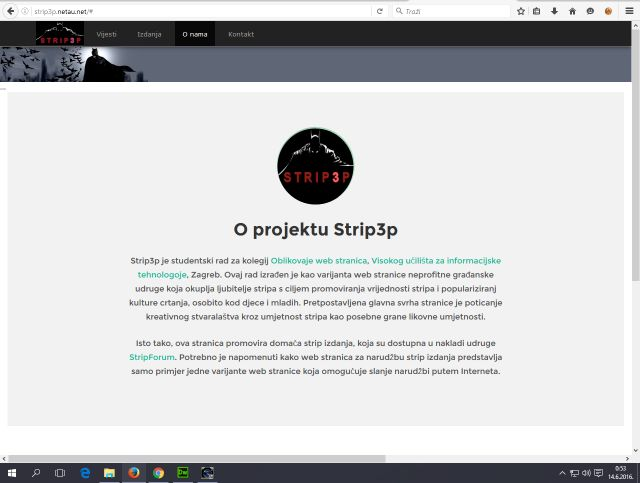 strip3p.netau.net/#
Traži
STRIP3P
Vijesti
Izdanja
O nama
Kontakt
STRIP3P
O projektu Strip3p
Strip3p je studentski rad za kolegij Oblikovaje web stranica, Visokog učilišta za informacijske
tehnologoje, Zagreb. Ovaj rad izrađen je kao varijanta web stranice neprofitne građanske
udruge koja okuplja ljubitelje stripa s ciljem promoviranja vrijednosti stripa i populariziranj
kulture crtanja, osobito kod djece i mladih. Pretpostavljena glavna svrha stranice je poticanje
kreativnog stvaralaštva kroz umjetnost stripa kao posebne grane likovne umjetnosti.
Isto tako, ova stranica promovira domaća strip izdanja, koja su dostupna u nakladi udruge
StripForum. Potrebno je napomenuti kako web stranica za narudžbu strip izdanja predstavlja
samo primjer jedne varijante web stranice koja omogućuje slanje narudžbi putem Interneta.
Dw
0:53
14.6.2016.